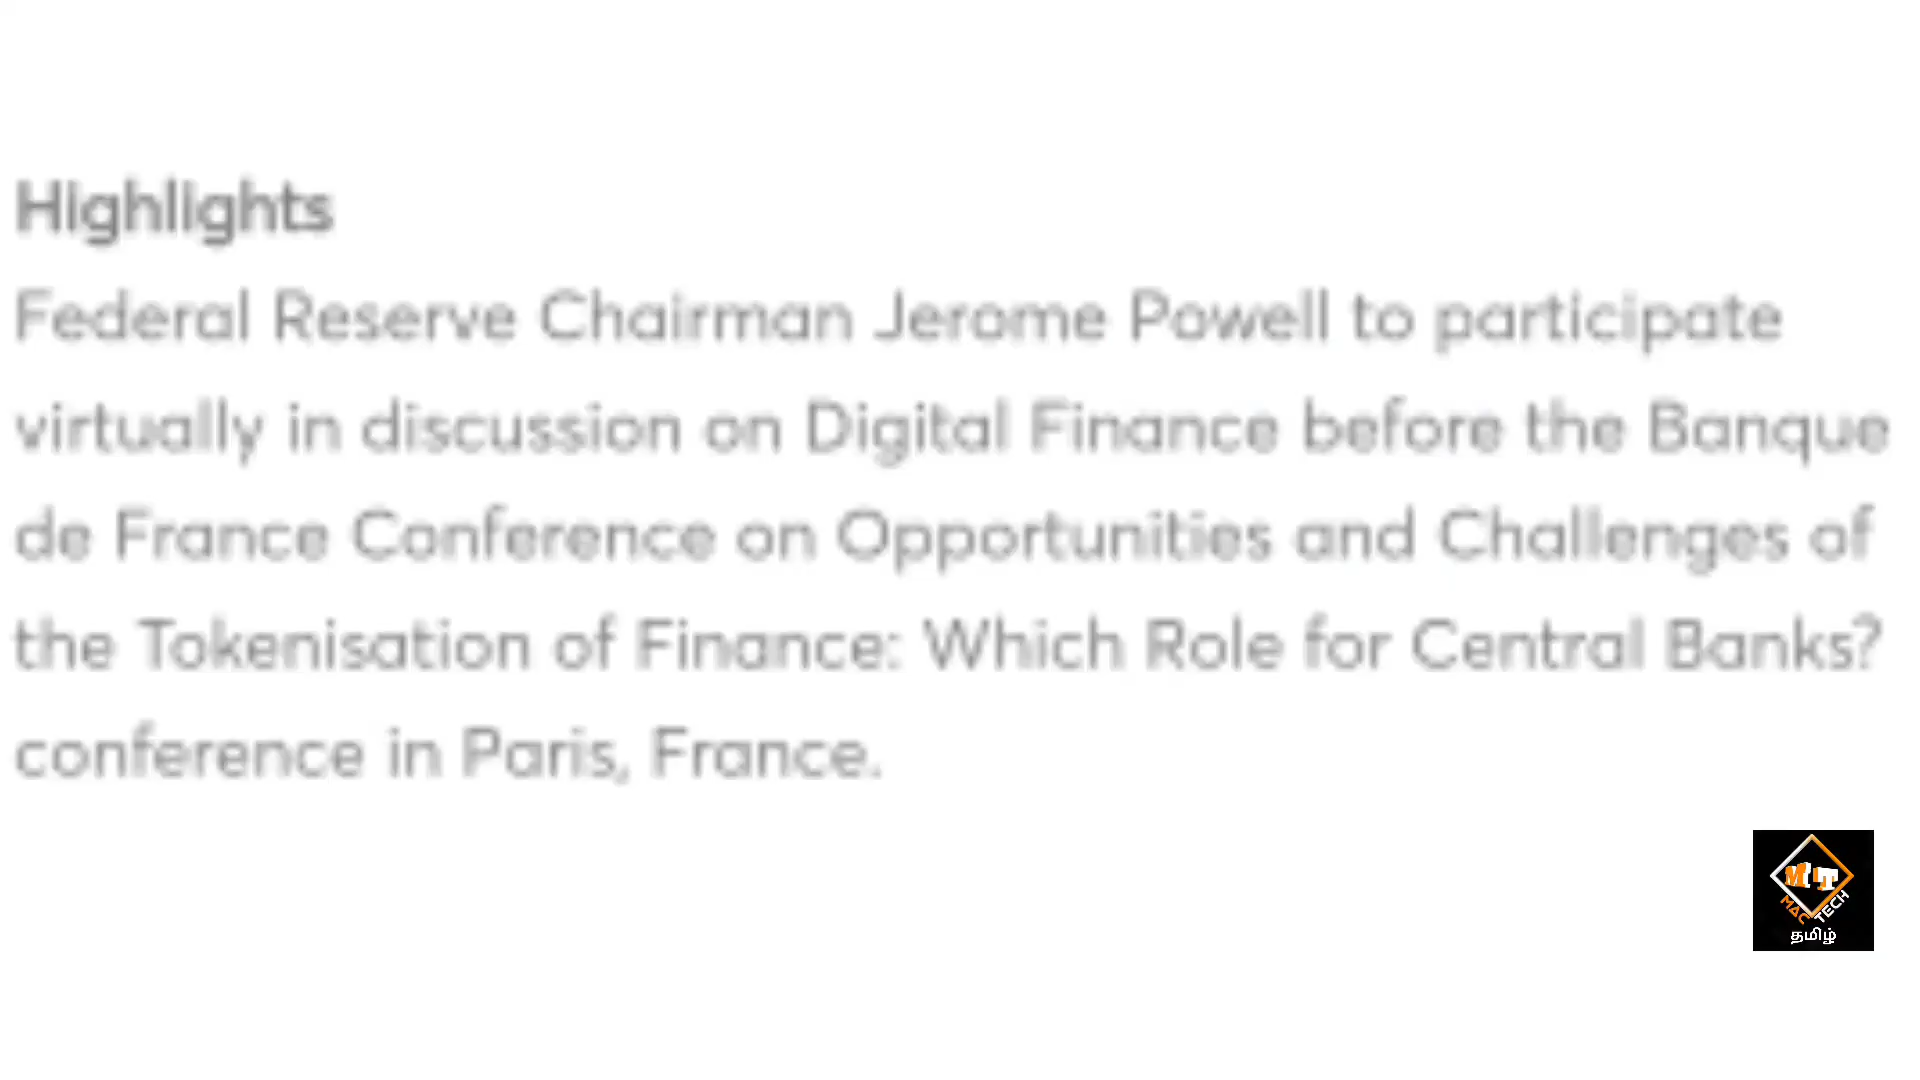 Highlights
Federal Reserve Chairman Jerome Powell to participate
virtually in discussion on Digital Finance before the Banque
de France Conference on Opportunities and Challenges of
the Tokenisation of Finance: Which Role for Central Banks?
conference in Paris, France.
MT
MAC TECH
தமிழ்